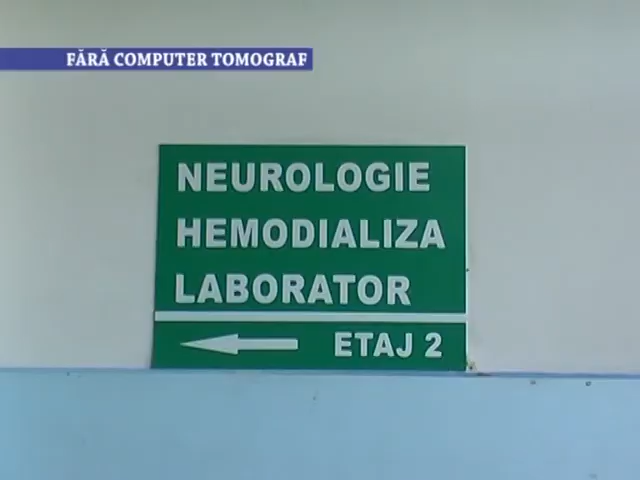 FĂRĂ COMPUTER TOMOGRAF
NEUROLOGIE
HEMODIALIZA
LABORATOR
ETAJ 2